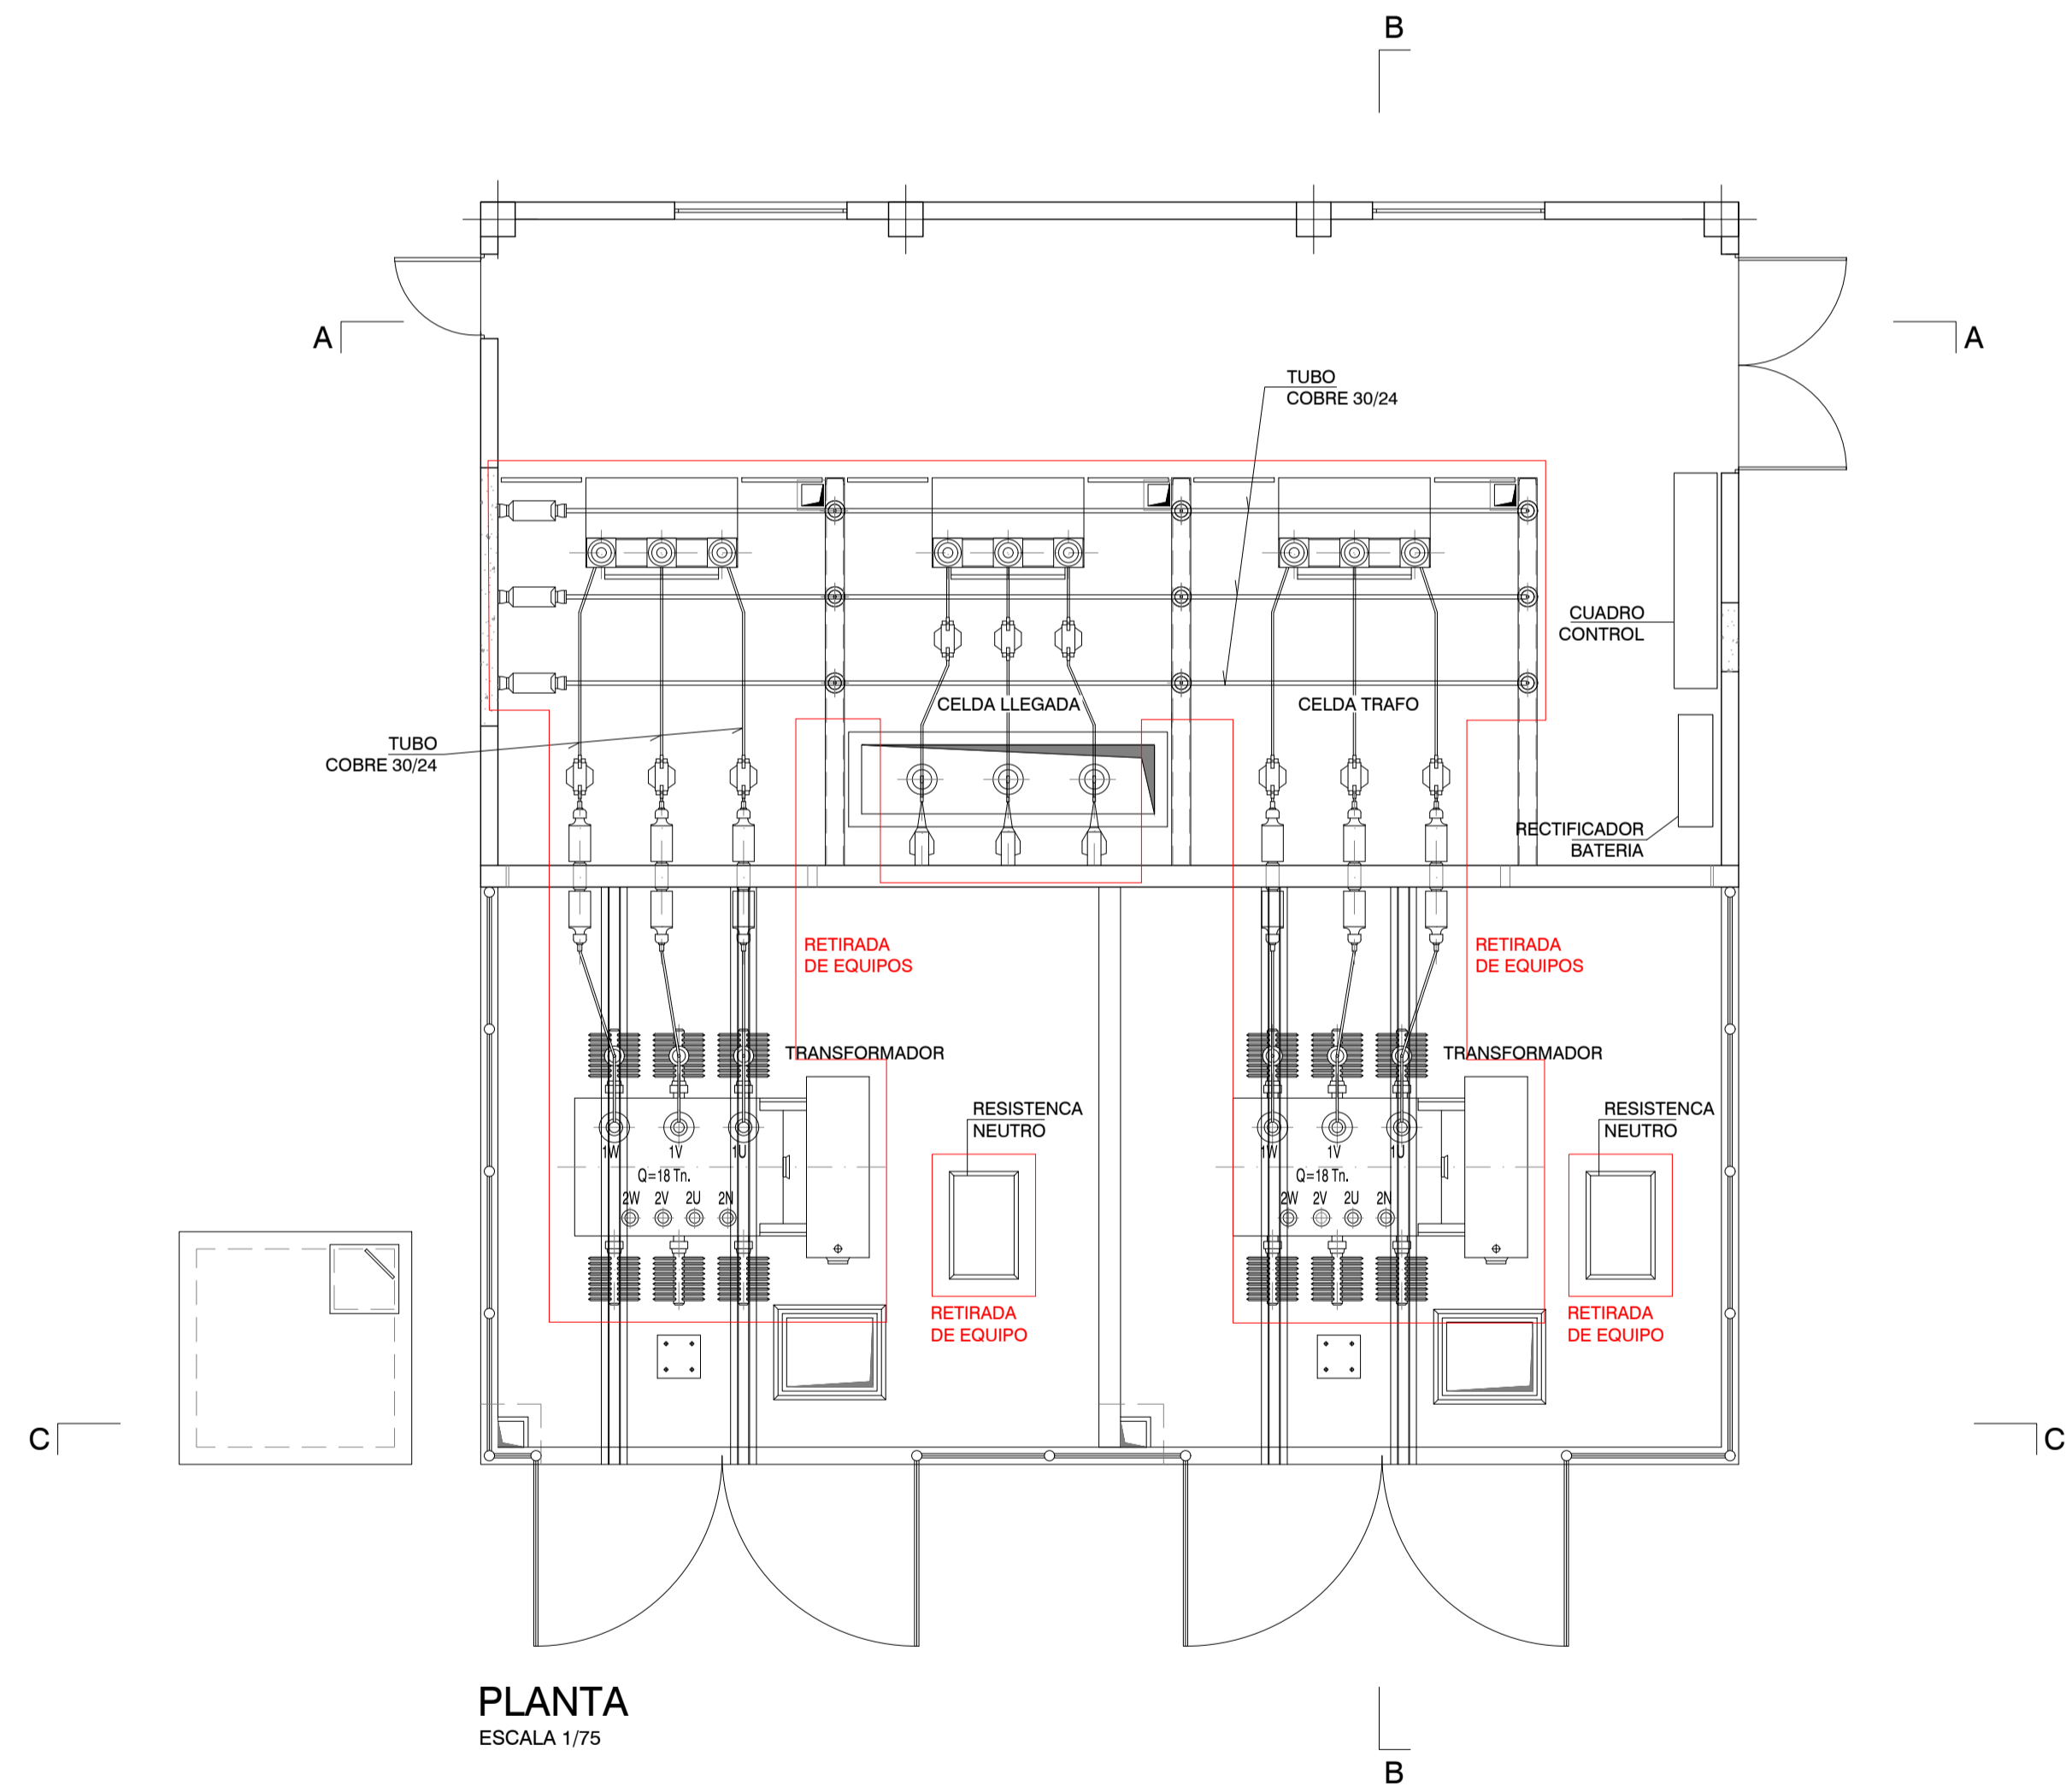 B
A
A
TUBO
COBRE 30/24
CUADRO
CONTROL
CELDA LLEGADA
CELDA TRAFO
TUBO
COBRE 30/24
RECTIFICADOR
BATERIA
RETIRADA
DE EQUIPOS
RETIRADA
DE EQUIPOS
TRANSFORMADOR
TRANSFORMADOR
RESISTENCA
NEUTRO
RESISTENCA
NEUTRO
1W 1V 1U
1W 1V 1U
Q=18 Tn.
Q=18 Tn.
2W 2V 2U 2N
2W 2V 2U 2N
RETIRADA
DE EQUIPO
RETIRADA
DE EQUIPO
C
C
PLANTA
ESCALA 1/75
B